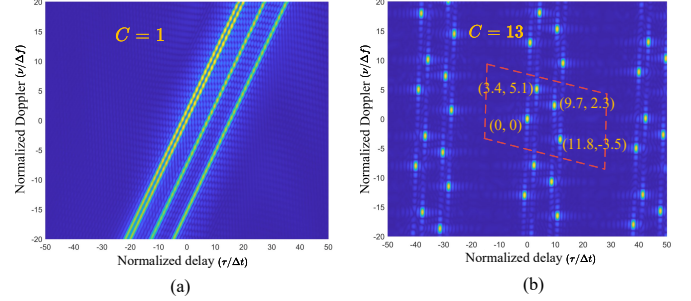 C = 1
Normalized Doppler (ν/Δf)
20
15
10
5
0
-5
-10
-15
-20
-50 -40 -30 -20 -10 0 10 20 30 40 50
Normalized delay (τ/Δt)
(a)
C = 13
Normalized Doppler (ν/Δf)
20
15
10
5
0
-5
-10
-15
-20
(3.4, 5.1)
(9.7, 2.3)
(0, 0)
(11.8,-3.5)
-50 -40 -30 -20 -10 0 10 20 30 40 50
Normalized delay (τ/Δt)
(b)